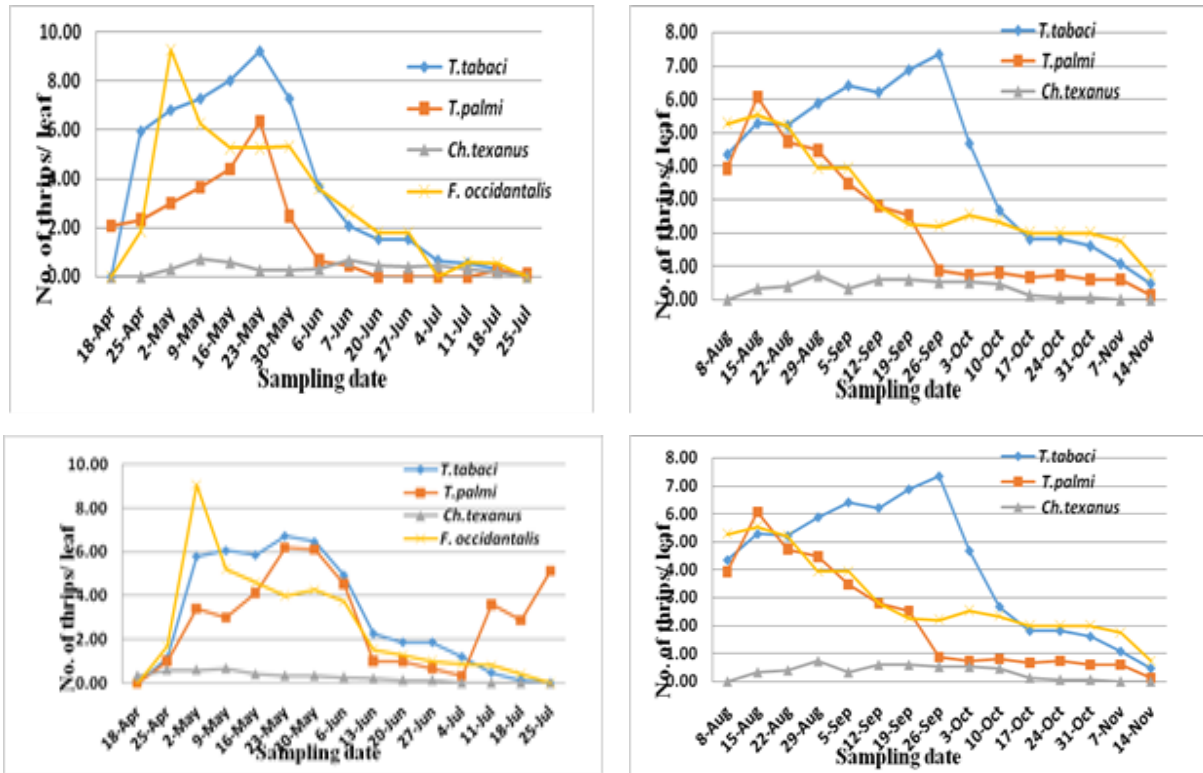 10.00
8.00
6.00
4.00
2.00
0.00
No. of thrips/ leaf
T.tabaci
T.palmi
Ch.texanus
F. occidantalis
18-Apr
25-Apr
2-May
9-May
16-May
23-May
30-May
6-Jun
7-Jun
20-Jun
27-Jun
4-Jul
11-Jul
18-Jul
25-Jul
Sampling date
8.00
7.00
6.00
5.00
4.00
3.00
2.00
1.00
0.00
No. of thrips/ leaf
T.tabaci
T.palmi
Ch.texanus
8-Aug
15-Aug
22-Aug
29-Aug
5-Sep
12-Sep
19-Sep
26-Sep
3-Oct
10-Oct
17-Oct
24-Oct
31-Oct
7-Nov
14-Nov
Sampling date
10.00
8.00
6.00
4.00
2.00
0.00
No. of thrips/ leaf
T.tabaci
T.palmi
Ch.texanus
F. occidantalis
18-Apr
25-Apr
2-May
9-May
16-May
23-May
10-May
6-Jun
13-Jun
20-Jun
27-Jun
4-Jul
11-Jul
18-Jul
25-Jul
Sampling date
8.00
7.00
6.00
5.00
4.00
3.00
2.00
1.00
0.00
No. of thrips/ leaf
T.tabaci
T.palmi
Ch.texanus
8-Aug
15-Aug
22-Aug
29-Aug
5-Sep
12-Sep
19-Sep
26-Sep
3-Oct
10-Oct
17-Oct
24-Oct
31-Oct
7-Nov
14-Nov
Sampling date